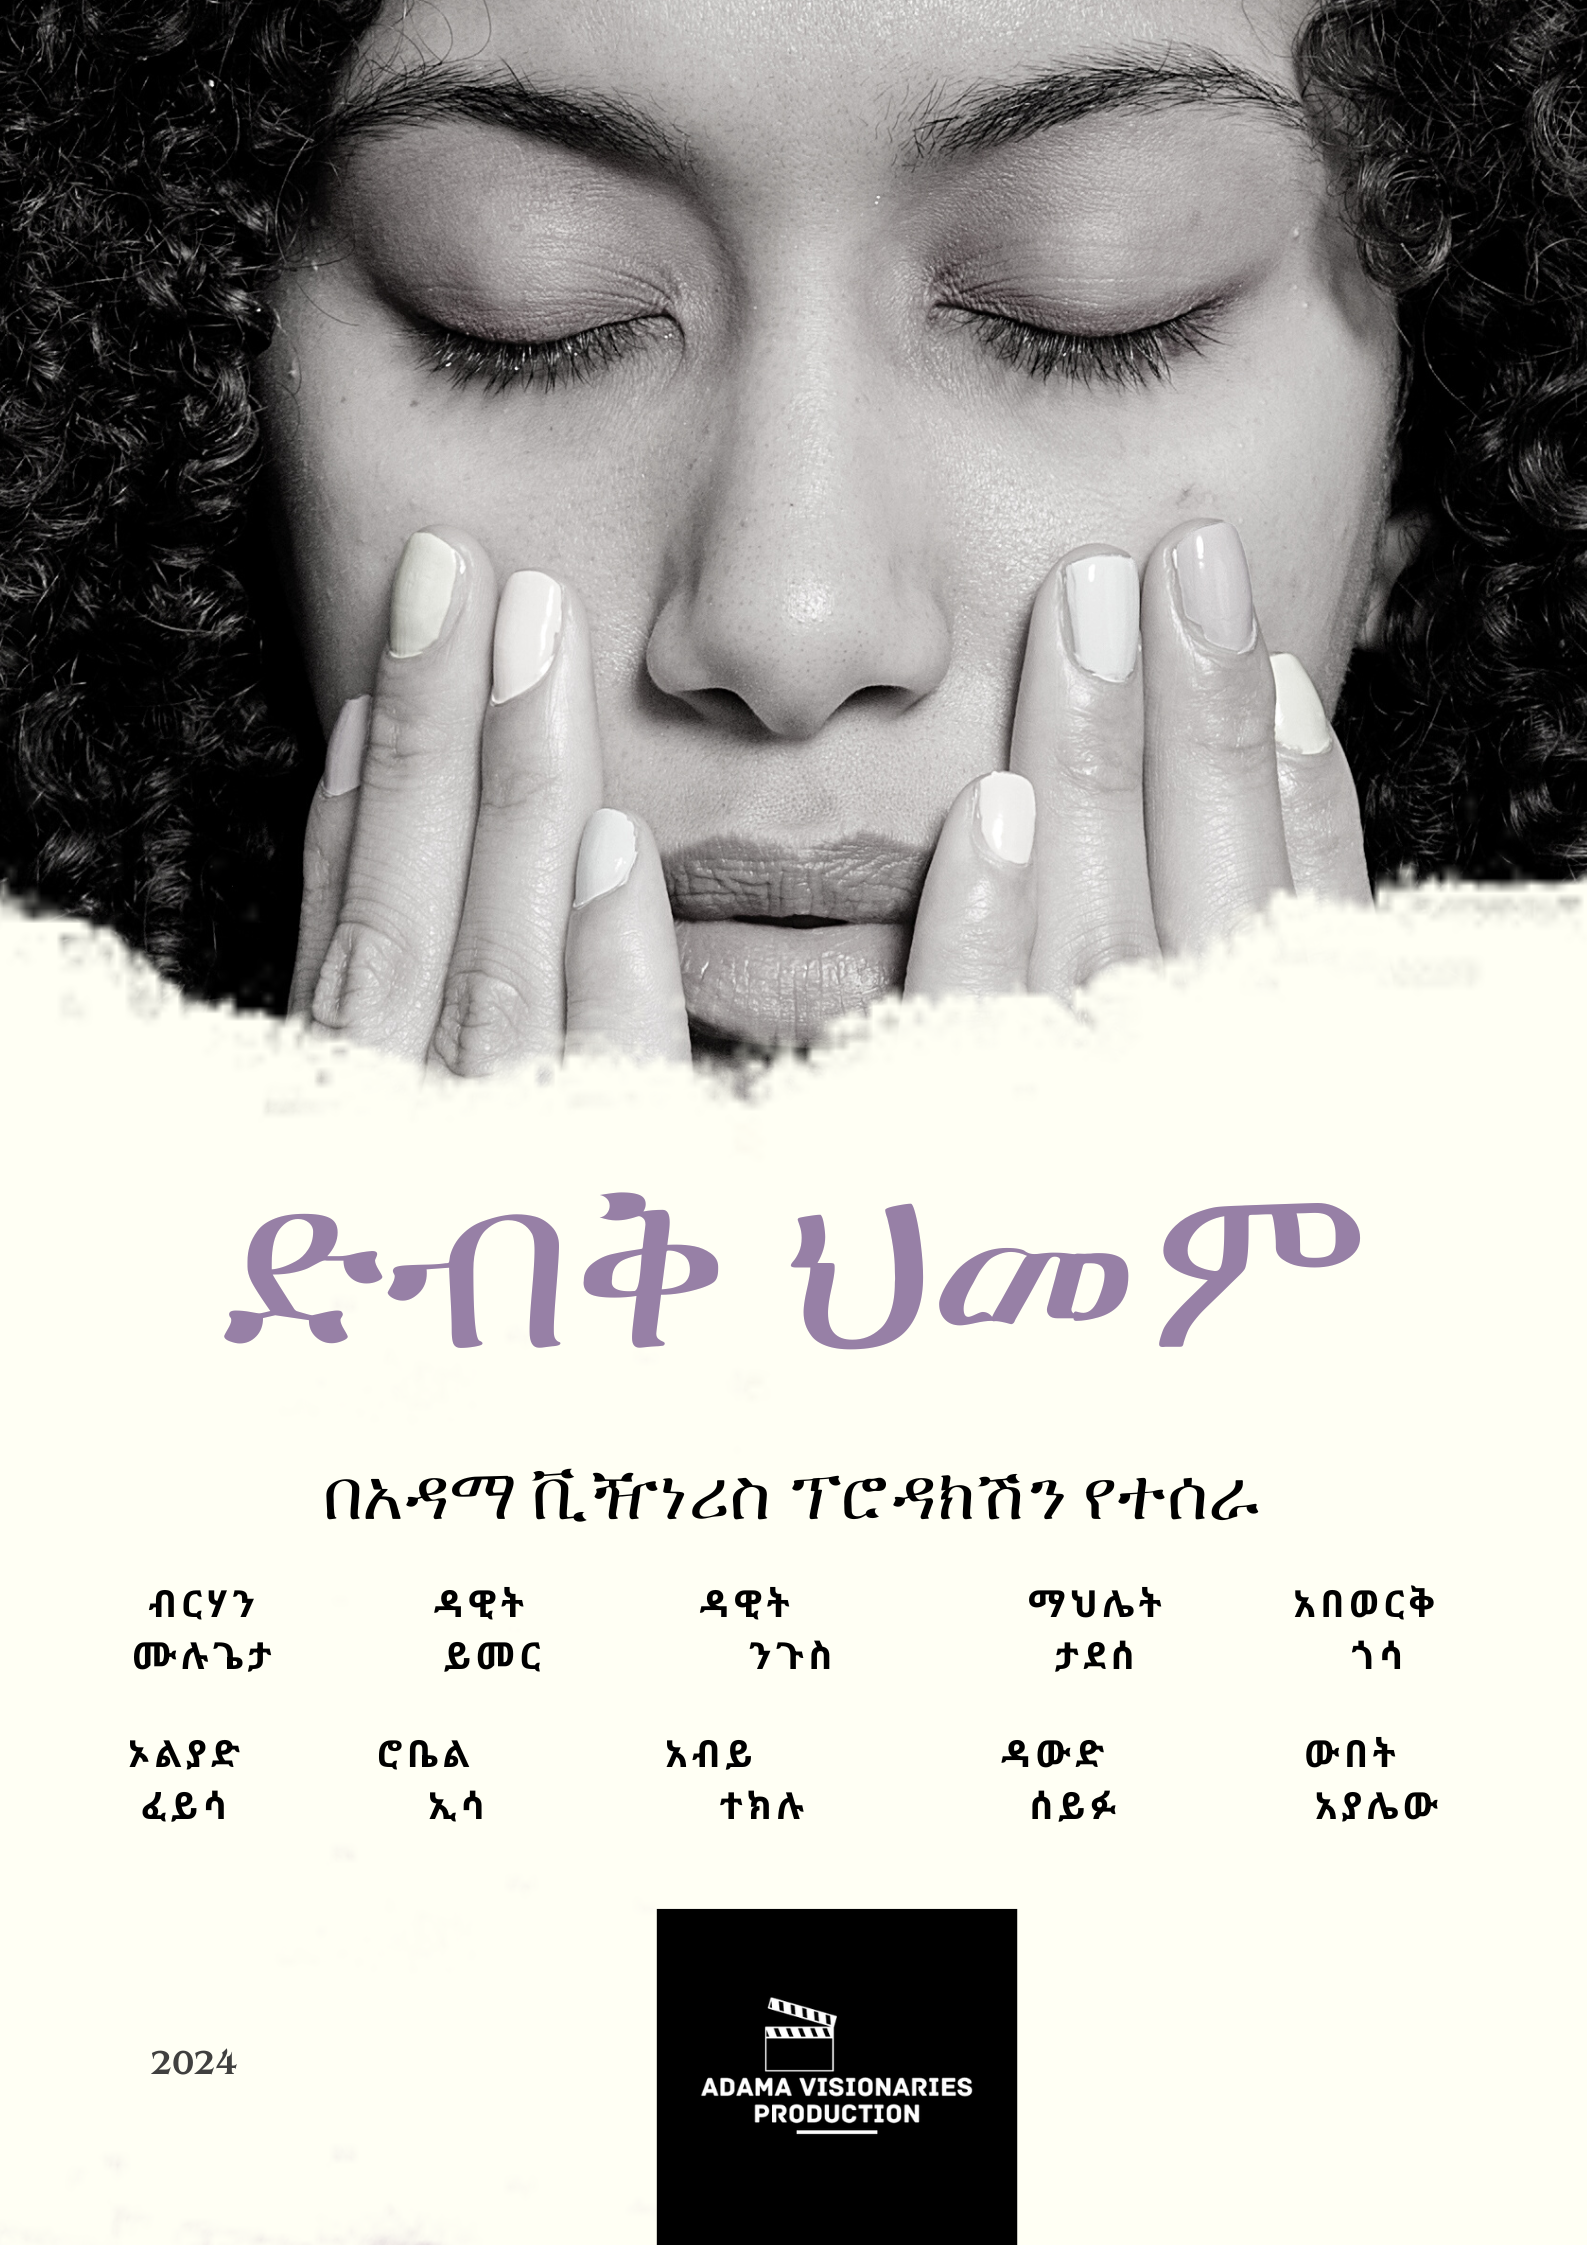 ድብቅ ህመም
በአዳማ ቪዥነሪስ ፕሮዳክሽን የተሰራ
ብርሃን ዳዊት ዳዊት ማህሌት አበወርቅ
ሙሉጌታ ይመር ንጉስ ታደሰ ጎሳ
ኦልያድ ሮቤል አብይ ዳውድ ውበት
ፈይሳ ኢሳ ተክሉ ሰይፉ አያሌው
2024
ADAMA VISIONARIES
PRODUCTION